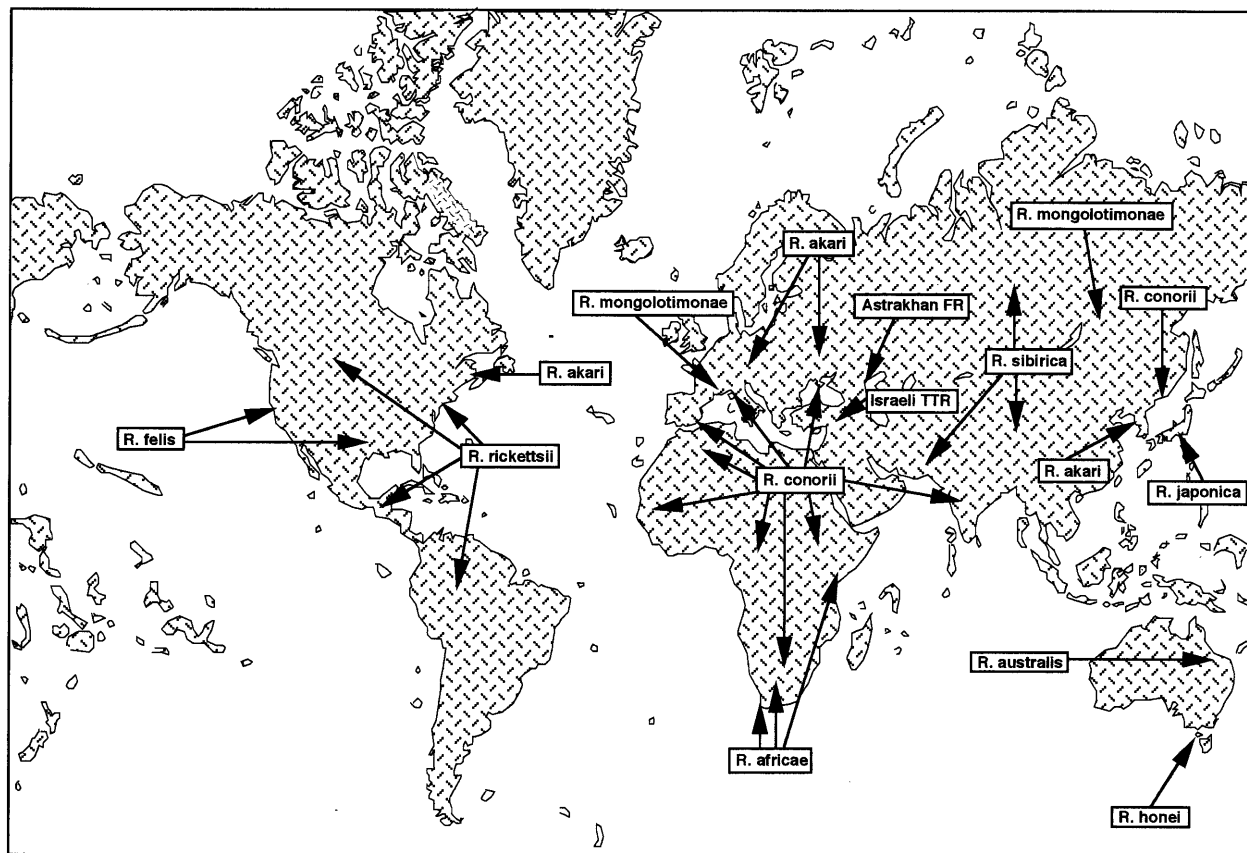 R. mongolotimonae
R. akari
R. mongolotimonae
Astrakhan FR
R. conorii
R. akari
R. sibirica
Israeli TTR
R. felis
R. rickettsii
R. conorii
R. akari
R. japonica
R. australis
R. africae
R. honei